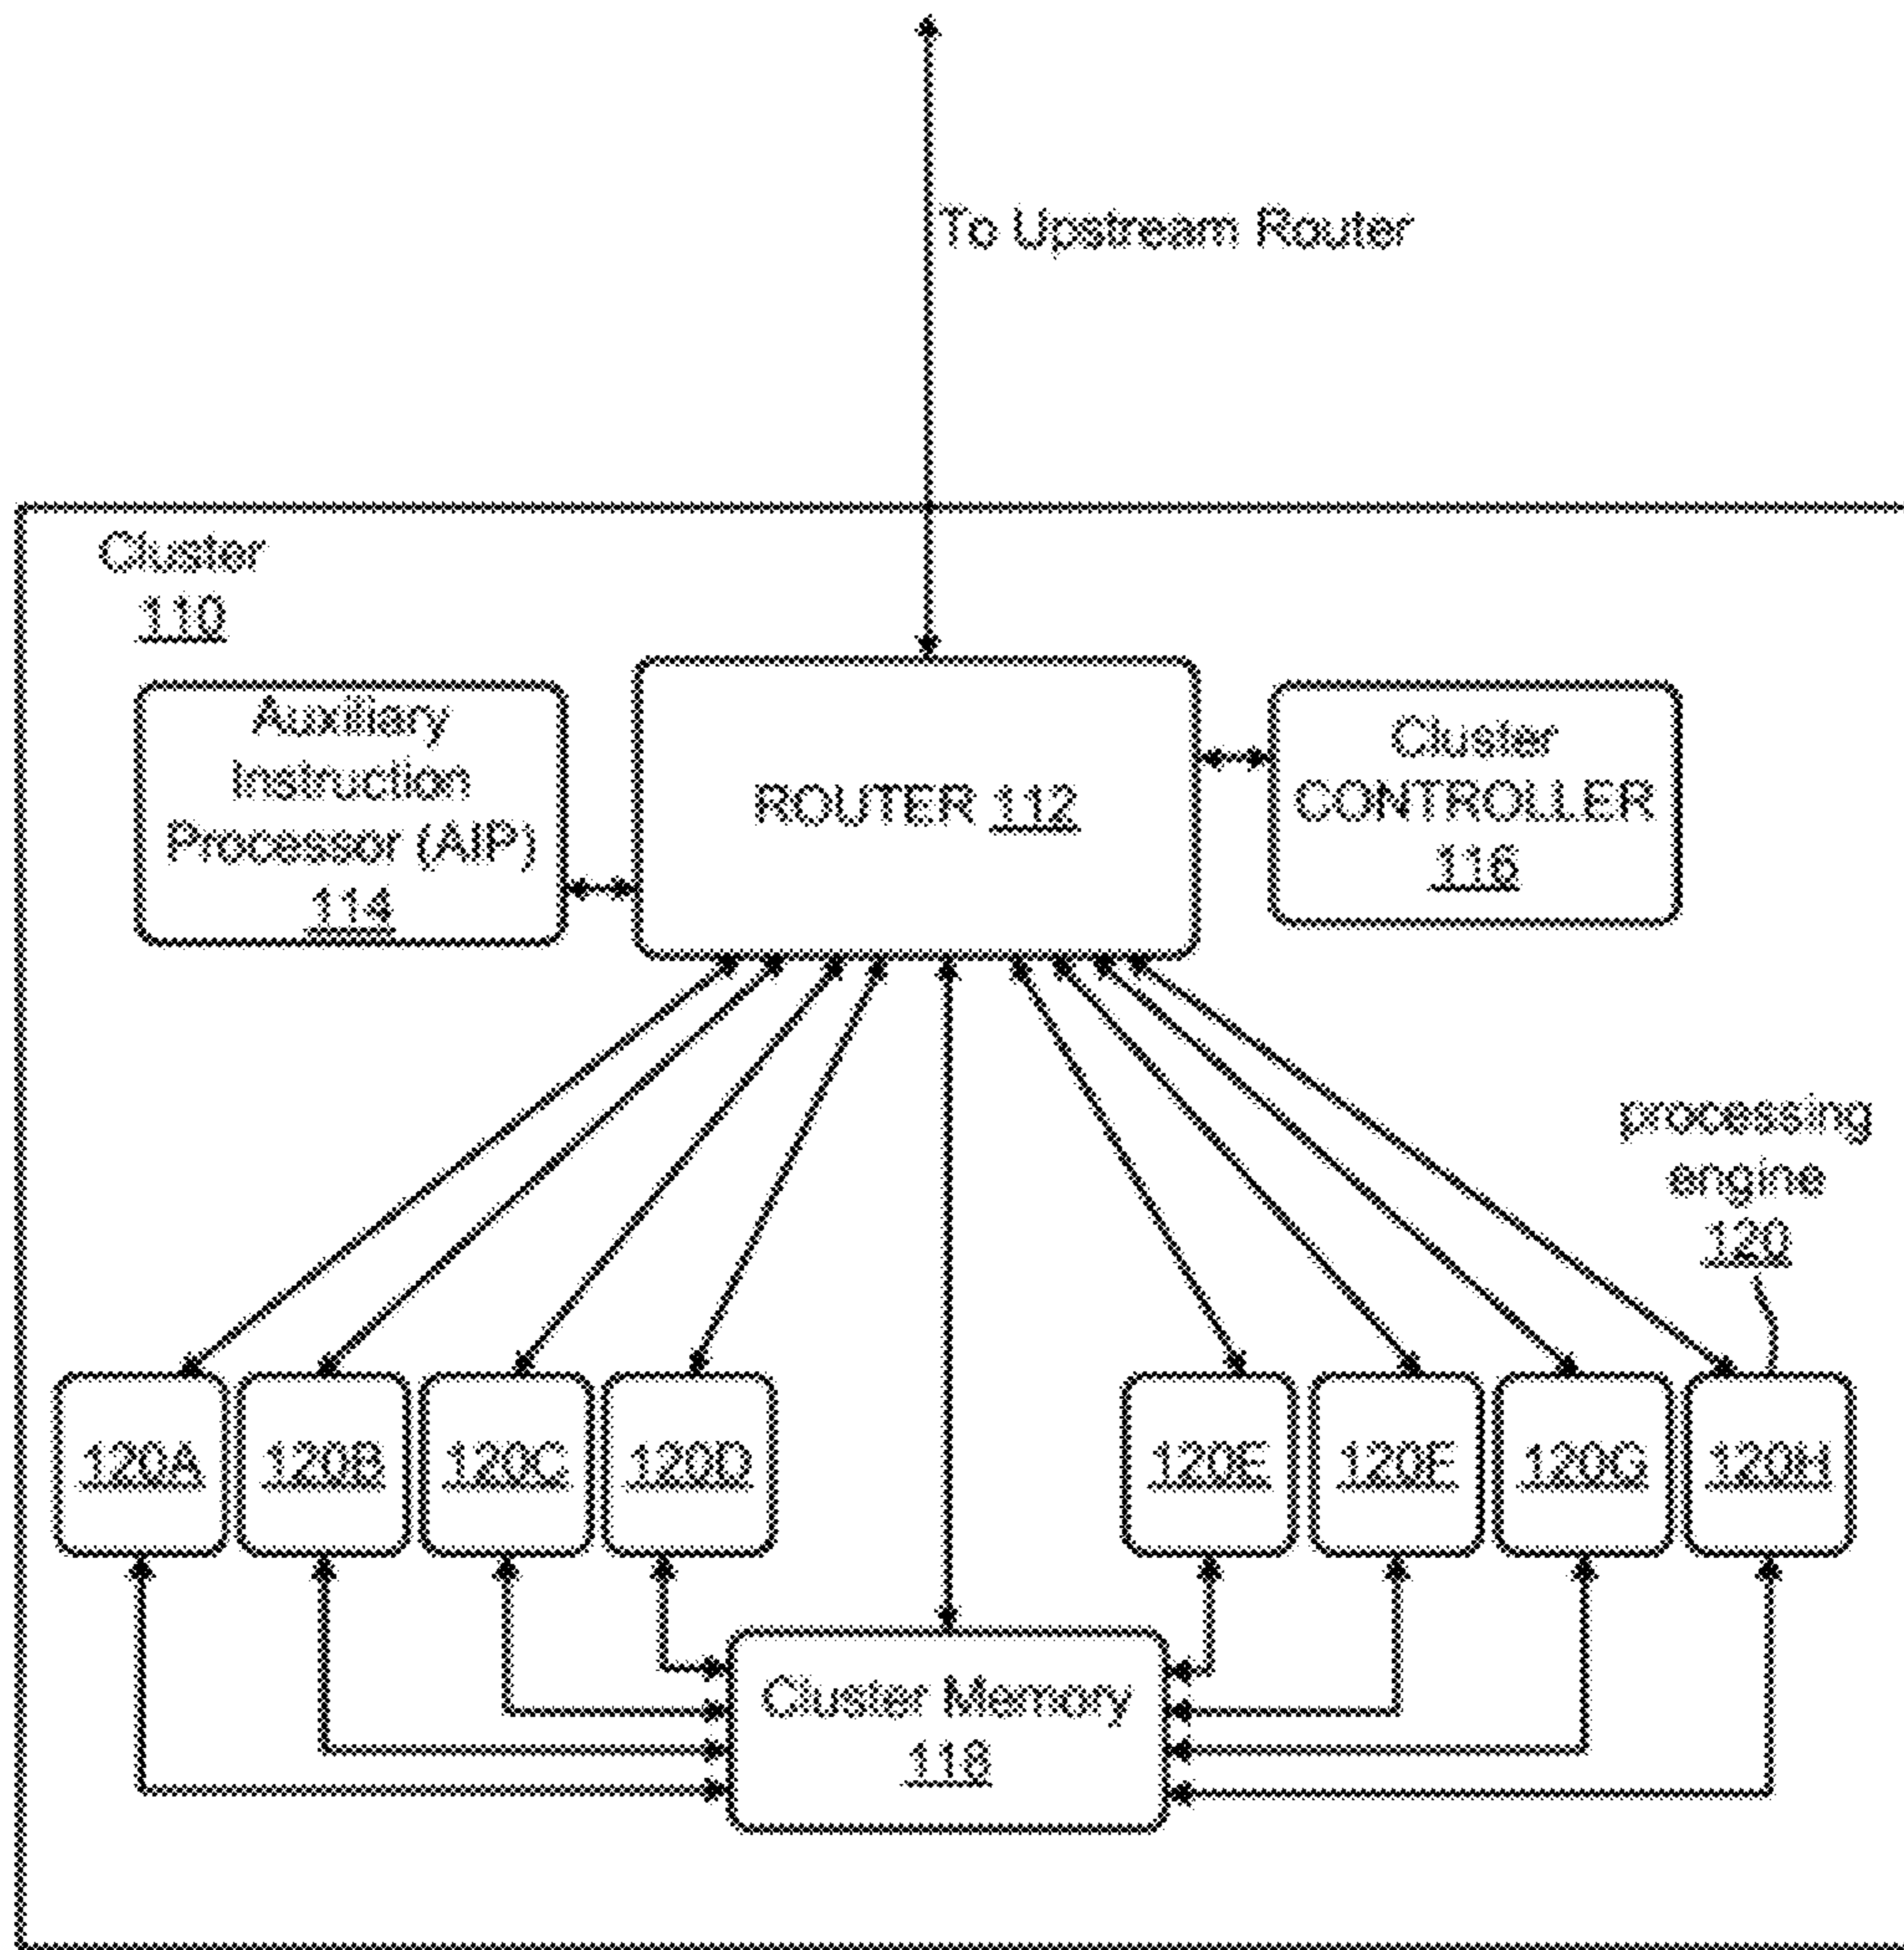 To Upstream Router
Cluster
110
Auxiliary
Instruction
Processor (AIP)
114
ROUTER 112
Cluster
CONTROLLER
116
processing
engine
120
120A
120B
120C
120D
120E
120F
120G
120H
Cluster Memory
118